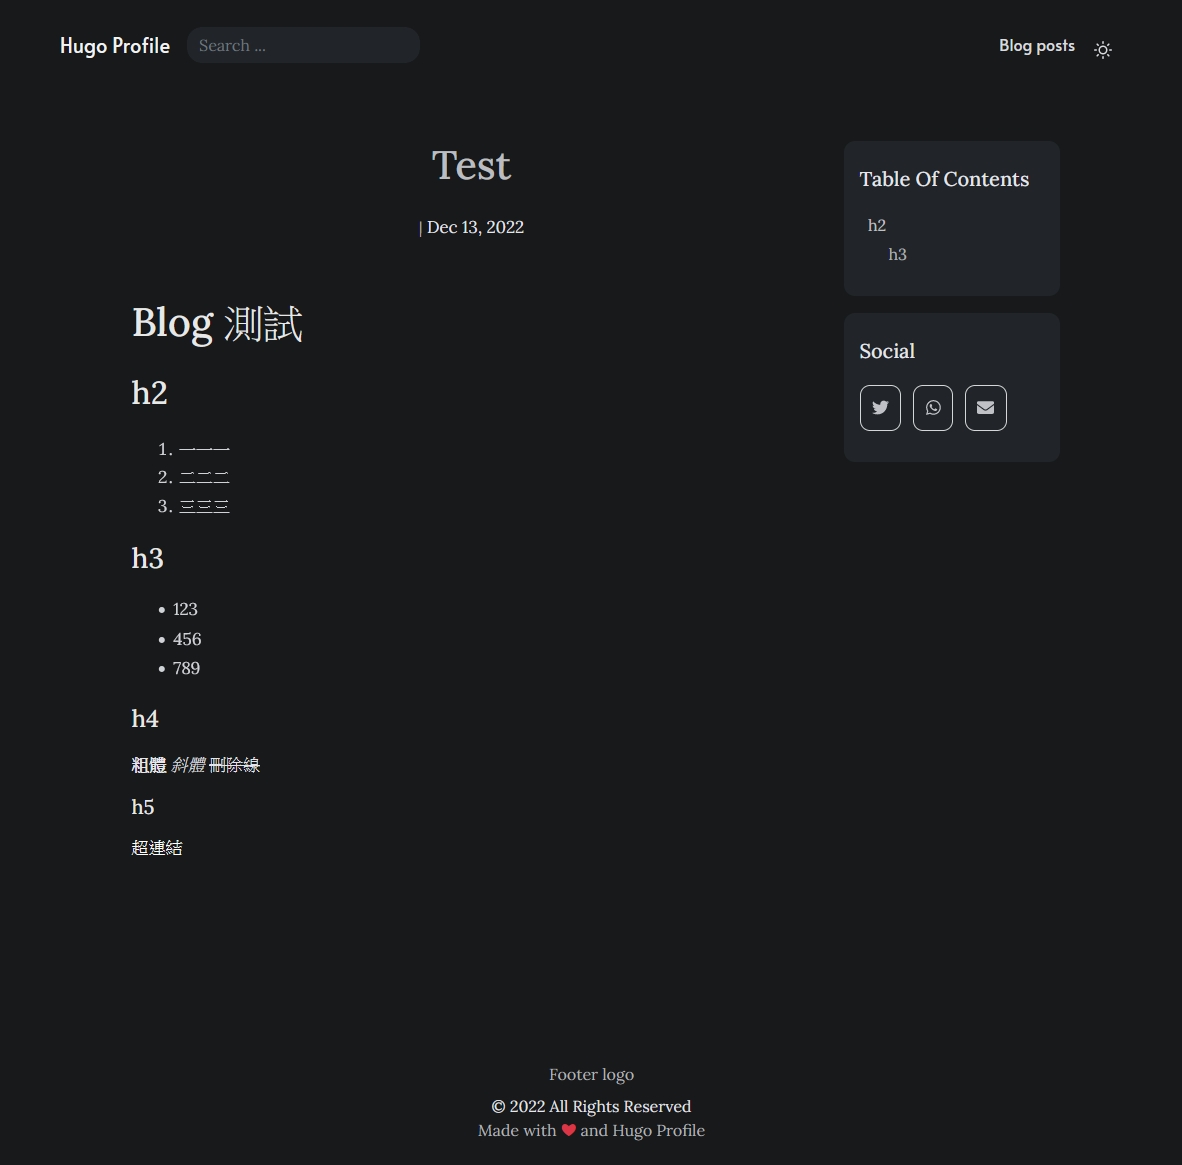 Hugo Profile
Search ...
Blog posts
Test
| Dec 13, 2022
Blog 測試
h2
1. 一一一
2. 二二二
3. 三三三
h3
• 123
• 456
• 789
h4
粗體 斜體 刪除線
h5
超連結
Table Of Contents
h2
h3
Social
Footer logo
© 2022 All Rights Reserved
Made with ❤ and Hugo Profile